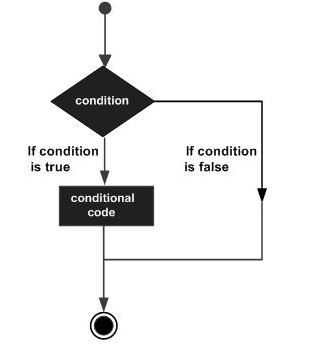 condition
If condition
is true
If condition
is false
conditional
code